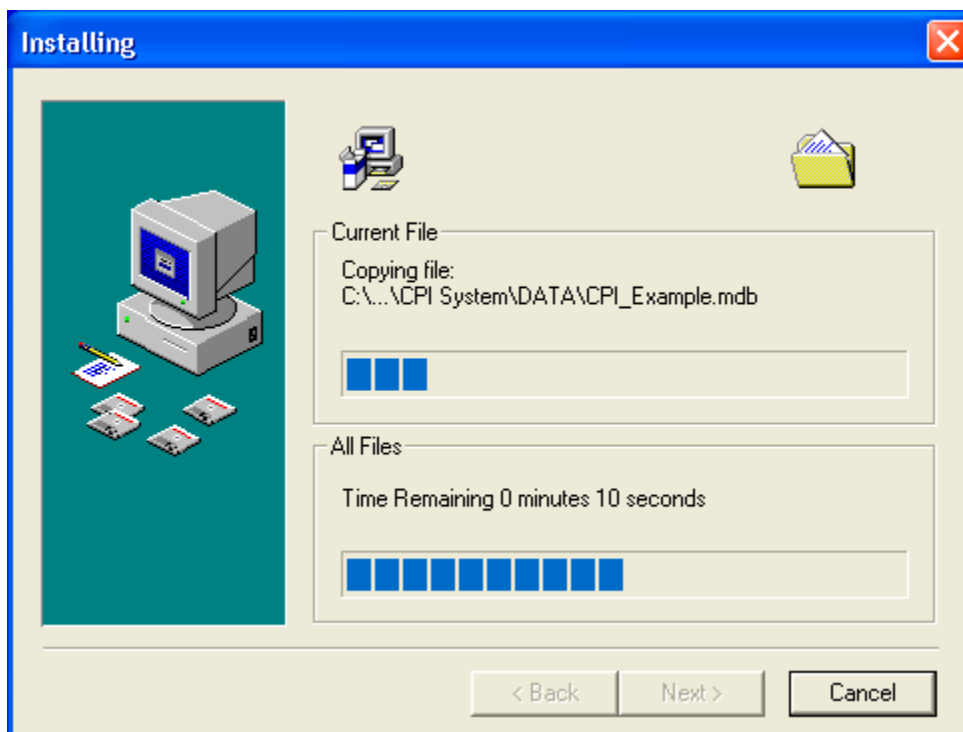 Installing
Current File
Copying file:
C:\...\CPI System\DATA\CPI_Example.mdb
All Files
Time Remaining 0 minutes 10 seconds
< Back
Next >
Cancel